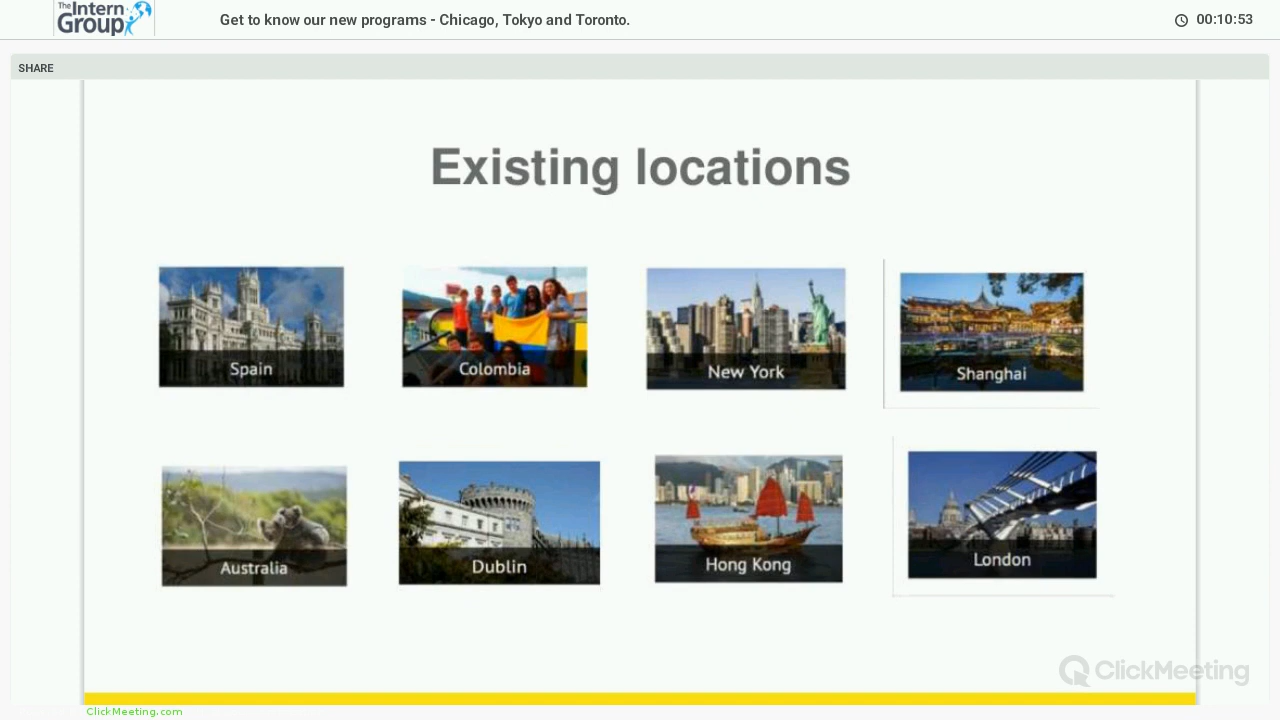 The Intern Group
Get to know our new programs - Chicago, Tokyo and Toronto.
00:10:53
SHARE
Existing locations
Spain
Colombia
New York
Shanghai
Australia
Dublin
Hong Kong
London
ClickMeeting
ClickMeeting.com